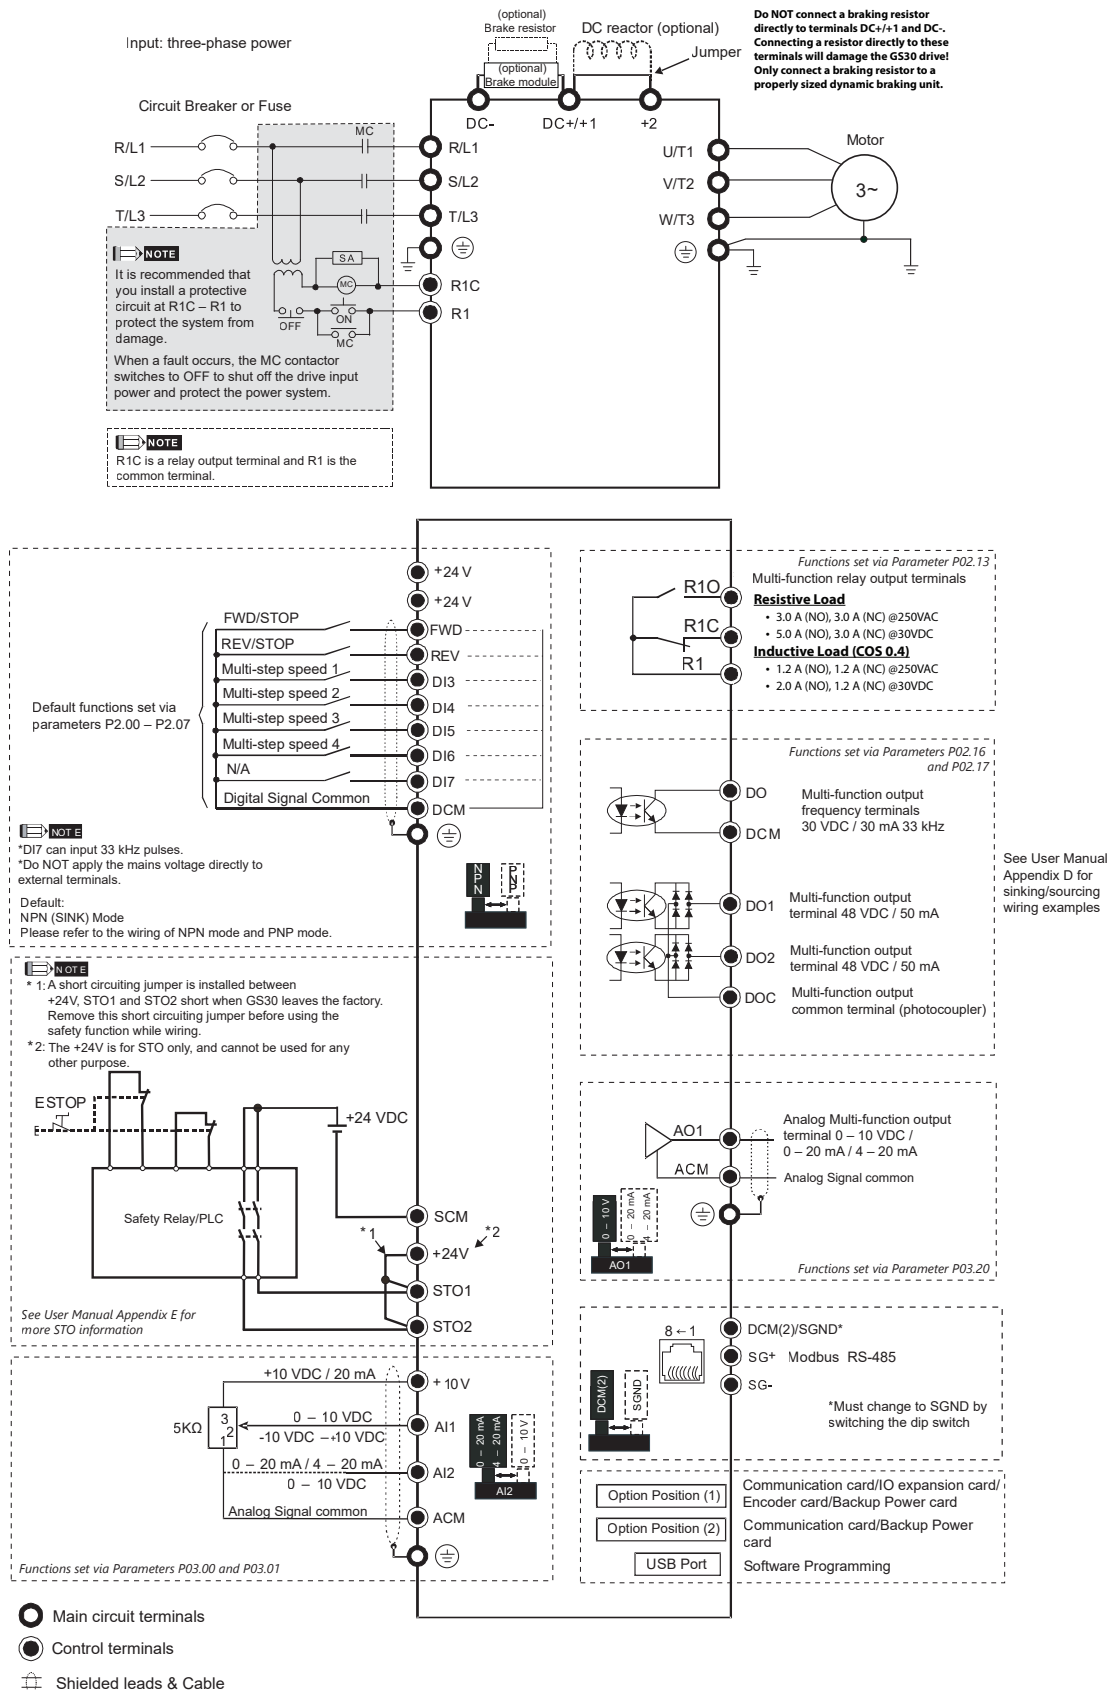 Input: three-phase power
(optional)
Brake resistor
(optional)
Brake module
DC reactor (optional)
Jumper
Do NOT connect a braking resistor
directly to terminals DC+/+1 and DC-.
Connecting a resistor directly to these
terminals will damage the GS30 drive!
Only connect a braking resistor to a
properly sized dynamic braking unit.
Circuit Breaker or Fuse
DC-
DC+/+1
+2
MC
R/L1
R/L1
S/L2
S/L2
T/L3
T/L3
U/T1
V/T2
W/T3
Motor
3~
NOTE
It is recommended that
you install a protective
circuit at R1C – R1 to
protect the system from
damage.
When a fault occurs, the MC contactor
switches to OFF to shut off the drive input
power and protect the power system.
SA
MC
OFF
ON
MC
R1C
R1
NOTE
R1C is a relay output terminal and R1 is the
common terminal.
+24V
+24V
FWD/STOP
FWD
REV/STOP
REV
Multi-step speed 1
DI3
Multi-step speed 2
DI4
Multi-step speed 3
DI5
Multi-step speed 4
DI6
N/A
DI7
Digital Signal Common
DCM
Default functions set via
parameters P2.00 – P2.07
NOTE
*DI7 can input 33 kHz pulses.
*Do NOT apply the mains voltage directly to
external terminals.
Default:
NPN (SINK) Mode
Please refer to the wiring of NPN mode and PNP mode.
NPN
PNP
Functions set via Parameter P02.13
Multi-function relay output terminals
R1O
R1C
R1
Resistive Load
• 3.0 A (NO), 3.0 A (NC) @250VAC
• 5.0 A (NO), 3.0 A (NC) @30VDC
Inductive Load (COS 0.4)
• 1.2 A (NO), 1.2 A (NC) @250VAC
• 2.0 A (NO), 1.2 A (NC) @30VDC
Functions set via Parameters P02.16
and P02.17
DO
DCM
Multi-function output
frequency terminals
30 VDC / 30 mA 33 kHz
DO1
Multi-function output
terminal 48 VDC / 50 mA
DO2
Multi-function output
terminal 48 VDC / 50 mA
DOC
Multi-function output
common terminal (photocoupler)
See User Manual
Appendix D for
sinking/sourcing
wiring examples
NOTE
*1: A short circuiting jumper is installed between
+24V, STO1 and STO2 short when GS30 leaves the factory.
Remove this short circuiting jumper before using the
safety function while wiring.
*2: The +24V is for STO only, and cannot be used for any
other purpose.
ESTOP
+24 VDC
Safety Relay/PLC
SCM
*1
*2
+24V
STO1
STO2
See User Manual Appendix E for
more STO information
AO1
ACM
Analog Multi-function output
terminal 0 – 10 VDC /
0 – 20 mA / 4 – 20 mA
Analog Signal common
0 – 10 V
0 – 20 mA
4 – 20 mA
AO1
Functions set via Parameter P03.20
8 ← 1
DCM(2)/SGND*
SG+ Modbus RS-485
SG-
DCM(2)
SGND
*Must change to SGND by
switching the dip switch
+10 VDC / 20 mA
+10V
5KΩ
3
2
1
0 – 10 VDC
-10 VDC – +10 VDC
AI1
0 – 20 mA / 4 – 20 mA
0 – 10 VDC
AI2
Analog Signal common
ACM
0 – 20 mA
4 – 20 mA
0 – 10 V
AI2
Functions set via Parameters P03.00 and P03.01
Option Position (1)
Communication card/IO expansion card/
Encoder card/Backup Power card
Option Position (2)
Communication card/Backup Power
card
USB Port
Software Programming
Main circuit terminals
Control terminals
Shielded leads & Cable